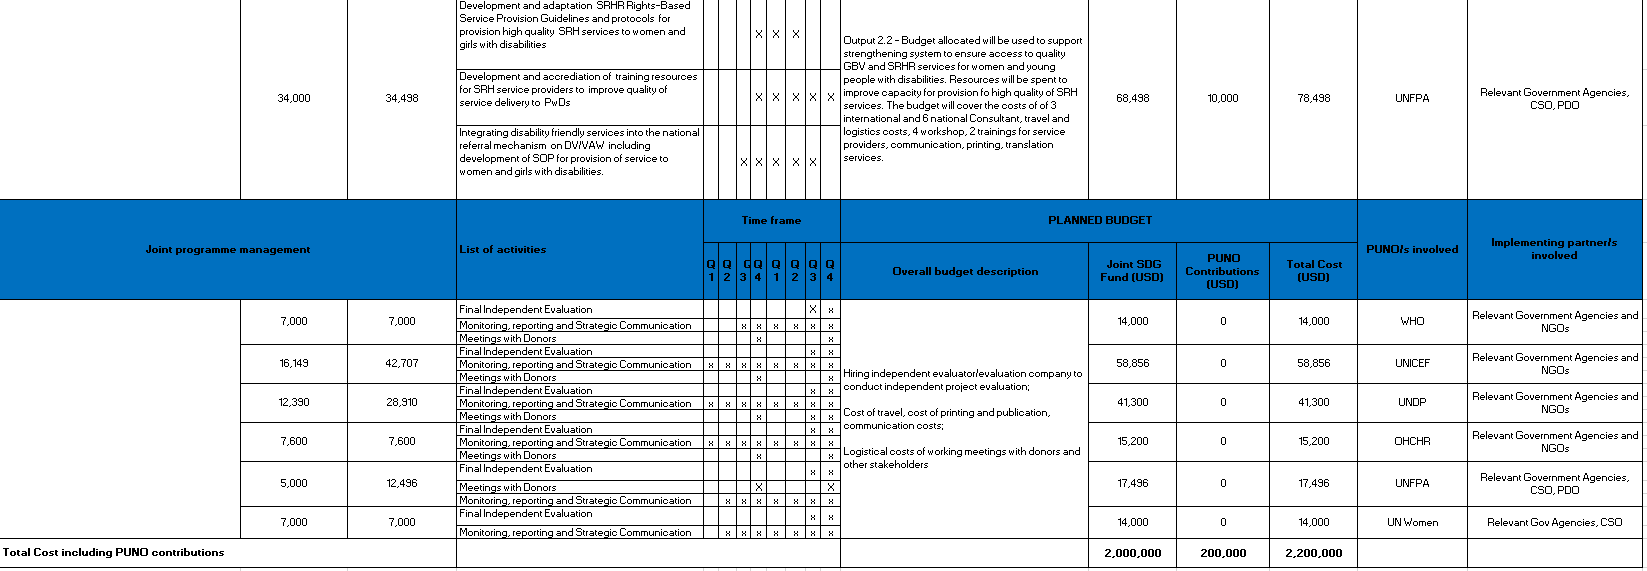 Development and adaptation SRHR Rights-Based
Service Provision Guidelines and protocols for
provision high quality SRH services to women and
girls with disabilities
X X X
34,000
34,498
Development and accrediation of training resources
for SRH service providers to improve quality of
service delivery to PwDs
X X X X X
Integrating disability friendly services into the national
referral mechanism on DV/VAW including
development of SOP for provision of service to
women and girls with disabilities.
X X X X X
Output 2.2 - Budget allocated will be used to support
strengthening system to ensure access to quality
GBV and SRHR services for women and young
people with disabilities. Resources will be spent to
improve capacity for provision fo high quality of SRH
services. The budget will cover the costs of of 3
international and 6 national Consultant, travel and
logistics costs, 4 workshop, 2 trainings for service
providers, communication, printing, translation
services.
68,498
10,000
78,498
UNFPA
Relevant Government Agencies,
CSO, PDO
Joint programme management
List of activities
Time frame
Q1 Q2 Q3 Q4 Q1 Q2 Q3 Q4
PLANNED BUDGET
Overall budget description
Joint SDG
Fund (USD)
PUNO
Contributions
(USD)
Total Cost
(USD)
PUNO/s involved
Implementing partner/s
involved
7,000
7,000
Final Independent Evaluation
X x
Monitoring, reporting and Strategic Communication
x x x x x x
Meetings with Donors
x x
14,000
0
14,000
WHO
Relevant Government Agencies and
NGOs
16,149
42,707
Final Independent Evaluation
x x
Monitoring, reporting and Strategic Communication
x x x x x x x x
Meetings with Donors
x x
58,856
0
58,856
UNICEF
Relevant Government Agencies and
NGOs
12,390
28,910
Final Independent Evaluation
x x
Monitoring, reporting and Strategic Communication
x x x x x x x x
Meetings with Donors
x x
41,300
0
41,300
UNDP
Relevant Government Agencies and
NGOs
7,600
7,600
Final Independent Evaluation
x x
Monitoring, reporting and Strategic Communication
x x x x x x x x
Meetings with Donors
x x
15,200
0
15,200
OHCHR
Relevant Government Agencies and
NGOs
5,000
12,496
Final Independent Evaluation
x x
Meetings with Donors
X X
Monitoring, reporting and Strategic Communication
x x x x x x x
17,496
0
17,496
UNFPA
Relevant Government Agencies,
CSO, PDO
7,000
7,000
Final Independent Evaluation
x x
Monitoring, reporting and Strategic Communication
x x x x x x x
14,000
0
14,000
UN Women
Relevant Gov Agencies, CSO
Hiring independent evaluator/evaluation company to
conduct independent project evaluation;
Cost of travel, cost of printing and publication,
communication costs;
Logistical costs of working meetings with donors and
other stakeholders
Total Cost including PUNO contributions
2,000,000
200,000
2,200,000